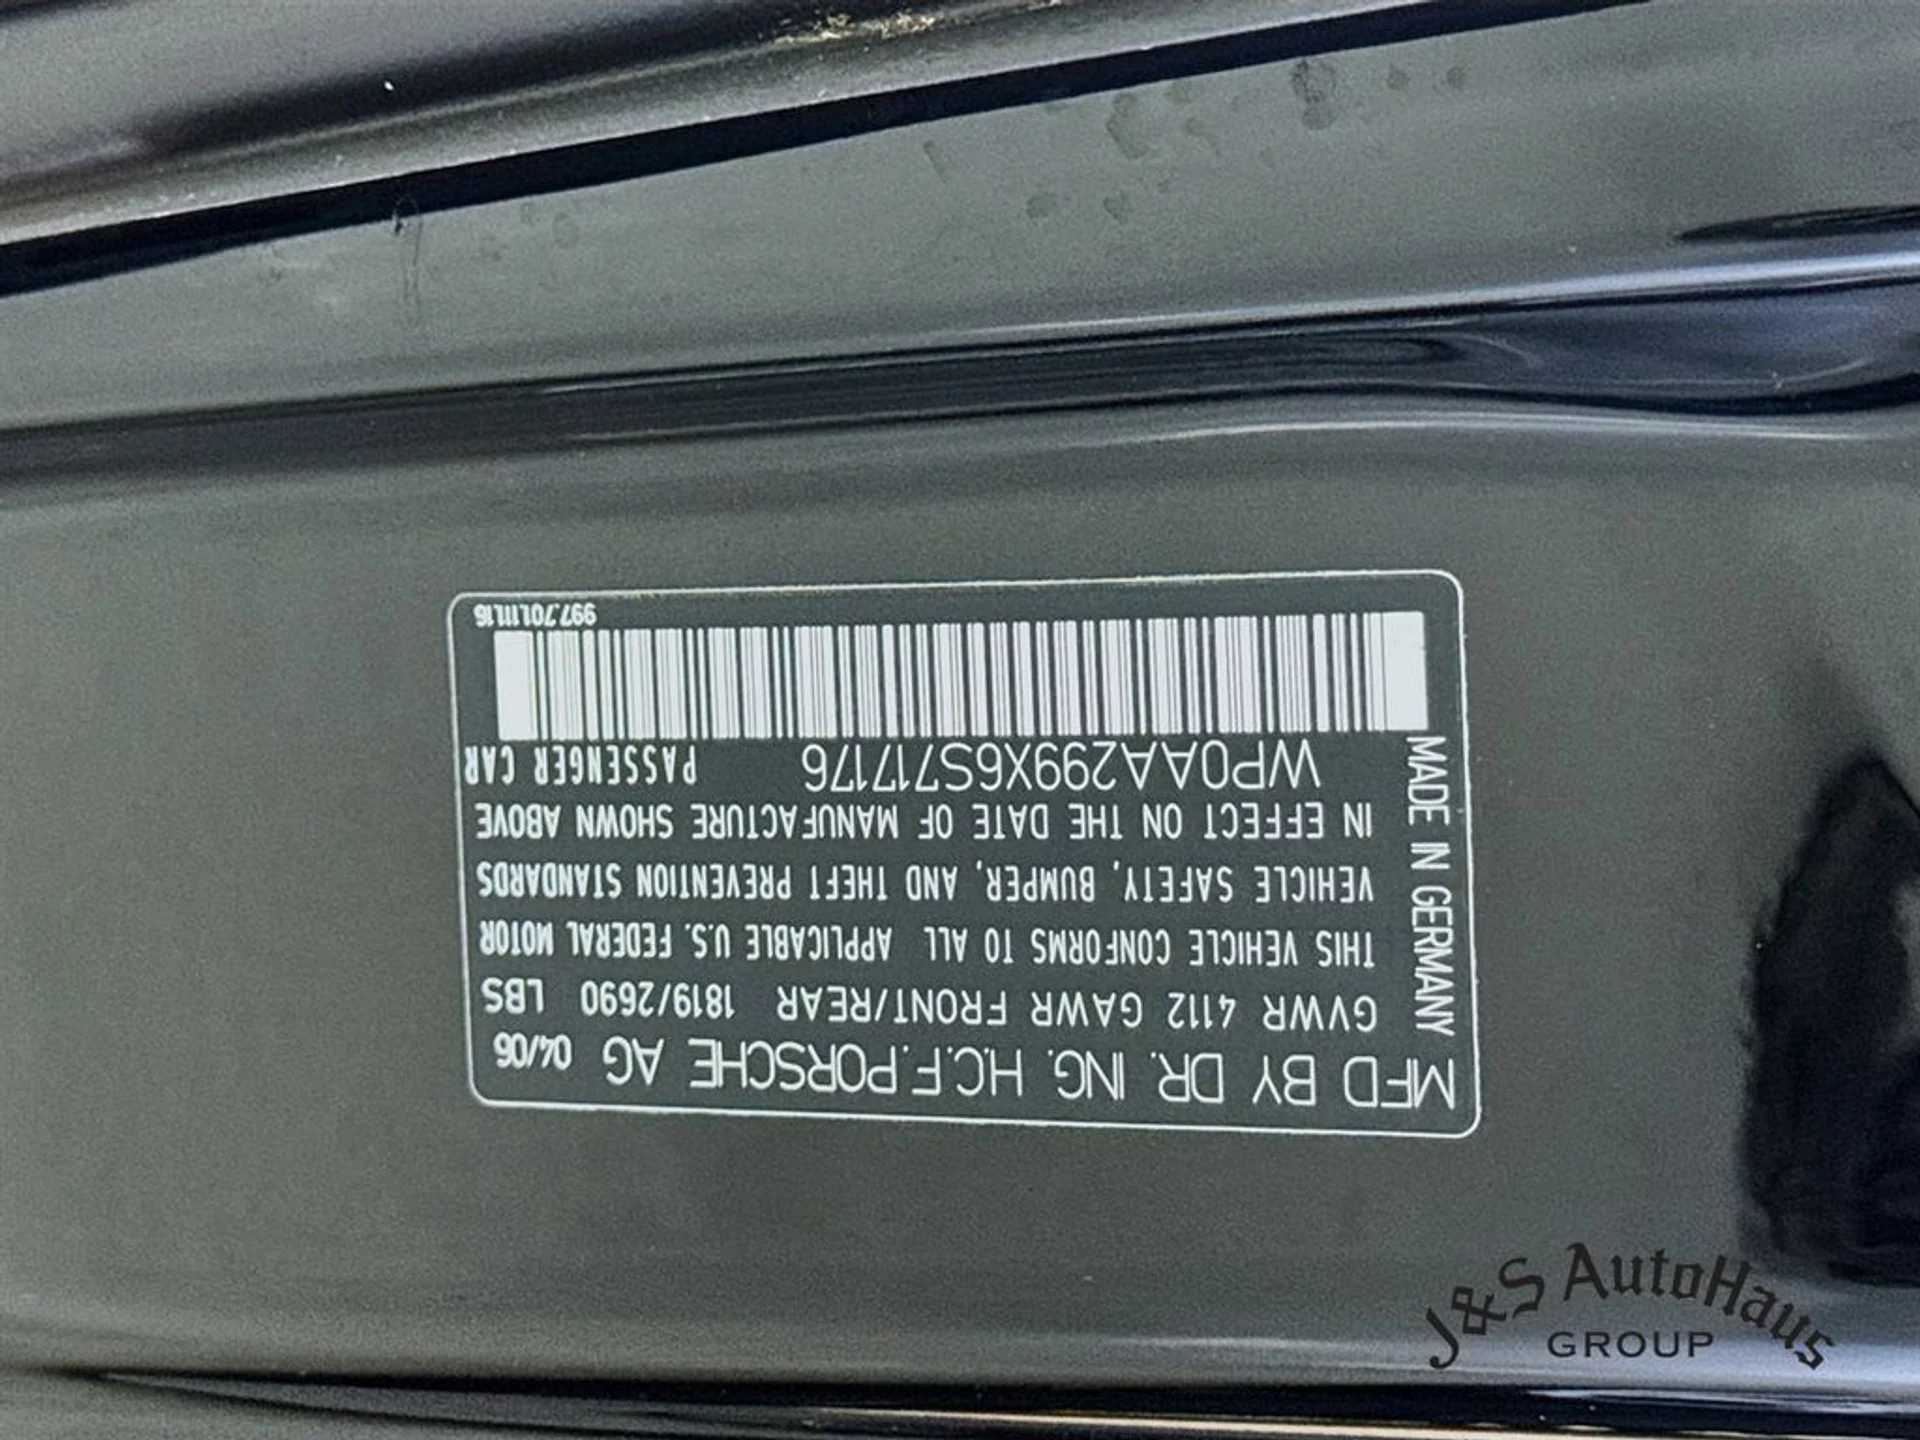 MFD BY DR. ING. H.C.F. PORSCHE AG 04/06
GVWR 4112 GAWR FRONT/REAR 1819/2690 LBS
THIS VEHICLE CONFORMS TO ALL APPLICABLE U.S. FEDERAL MOTOR
VEHICLE SAFETY, BUMPER, AND THEFT PREVENTION STANDARDS
IN EFFECT ON THE DATE OF MANUFACTURE SHOWN ABOVE
WP0AA299X6S717176 PASSENGER CAR
997.701.111.16
MADE IN GERMANY
J&S AutoHaus
GROUP